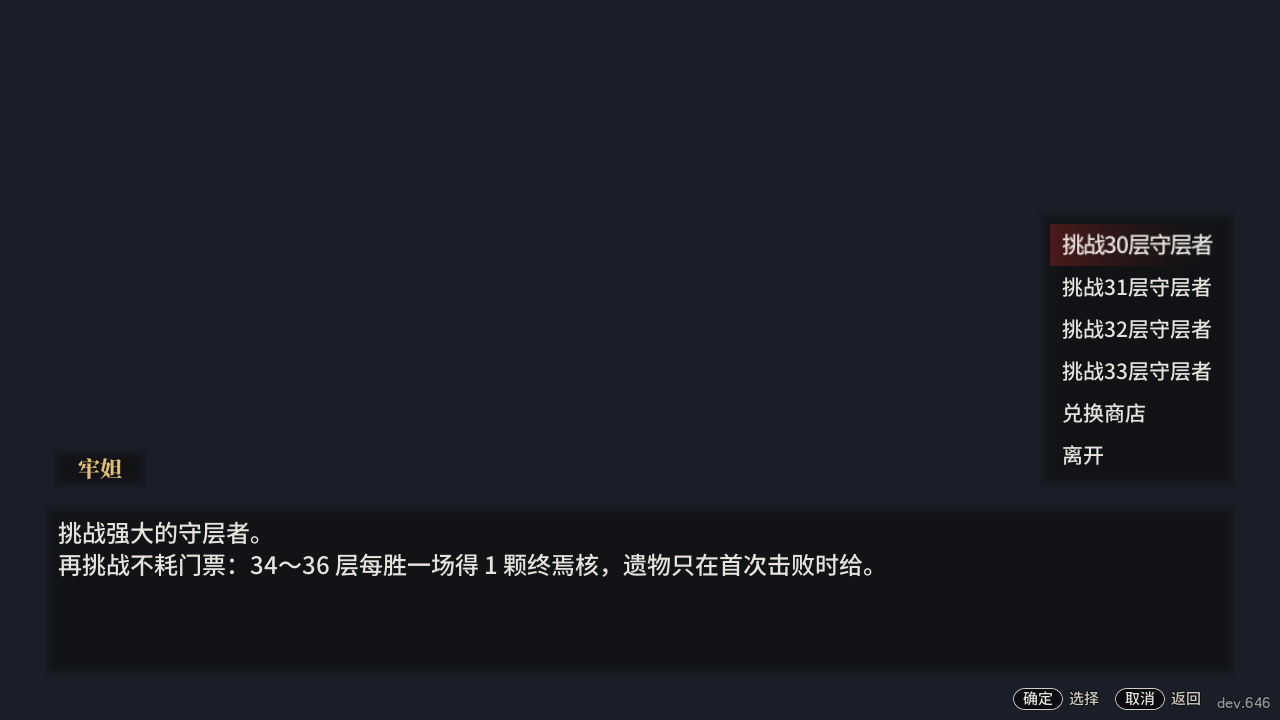 挑战30层守层者
挑战31层守层者
挑战32层守层者
挑战33层守层者
兑换商店
离开
牢妲
挑战强大的守层者。
再挑战不耗门票：34～36 层每胜一场得 1 颗终焉核，遗物只在首次击败时给。
确定 选择 取消 返回 dev.646